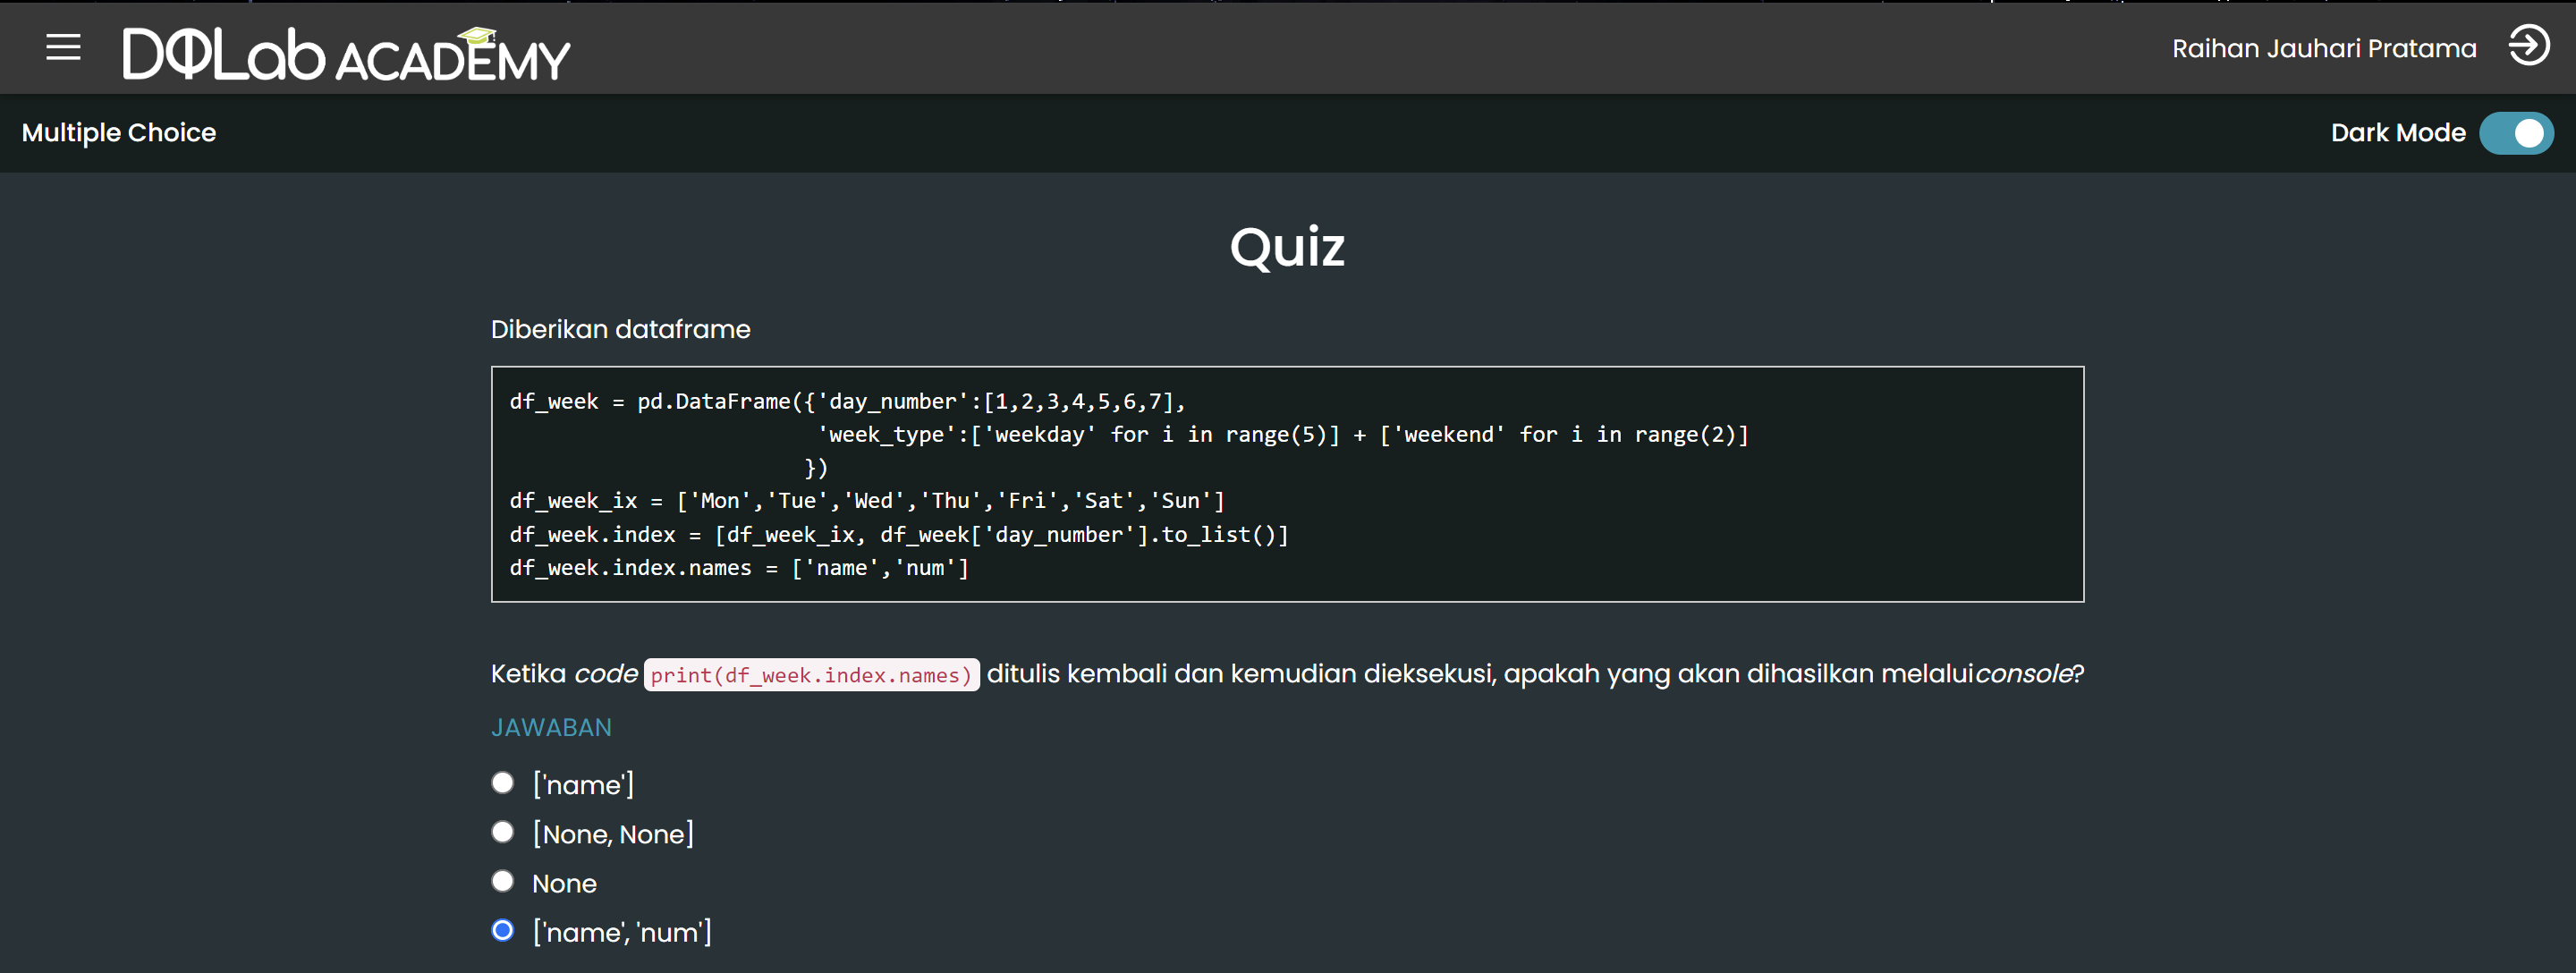 DQLab ACADEMY
Raihan Jauhari Pratama
Multiple Choice
Dark Mode
Quiz
Diberikan dataframe
df_week = pd.DataFrame({'day_number':[1,2,3,4,5,6,7],
'week_type':['weekday' for i in range(5)] + ['weekend' for i in range(2)]
})
df_week_ix = ['Mon','Tue','Wed','Thu','Fri','Sat','Sun']
df_week.index = [df_week_ix, df_week['day_number'].to_list()]
df_week.index.names = ['name','num']
Ketika code print(df_week.index.names) ditulis kembali dan kemudian dieksekusi, apakah yang akan dihasilkan melaluiconsole?
JAWABAN
['name']
[None, None]
None
['name', 'num']